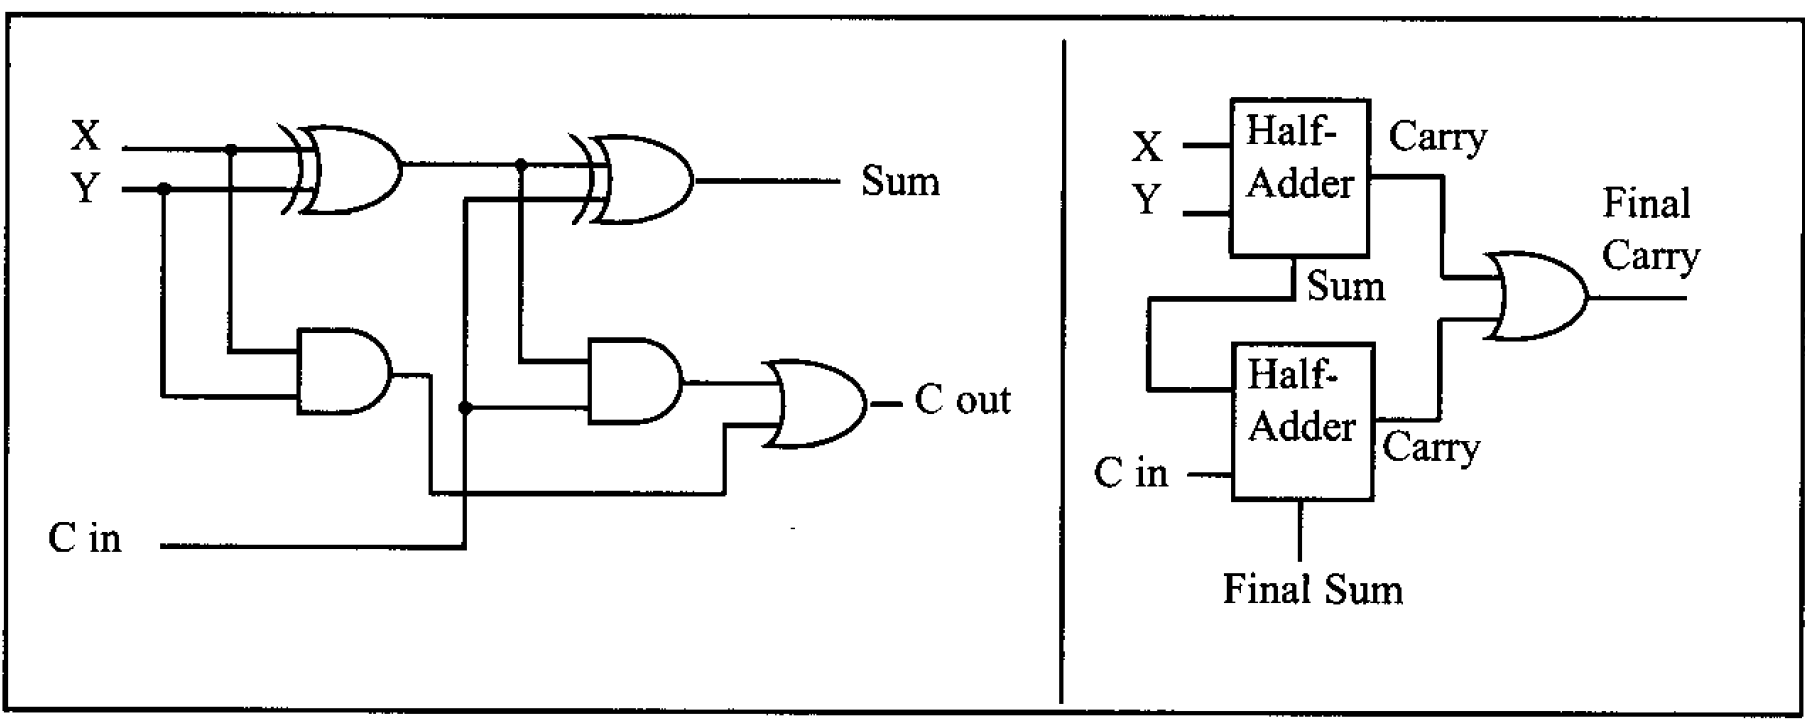 X
Y
Sum
C out
C in
X
Y
Half-
Adder
Carry
Sum
Final
Carry
Half-
Adder
Carry
C in
Final Sum